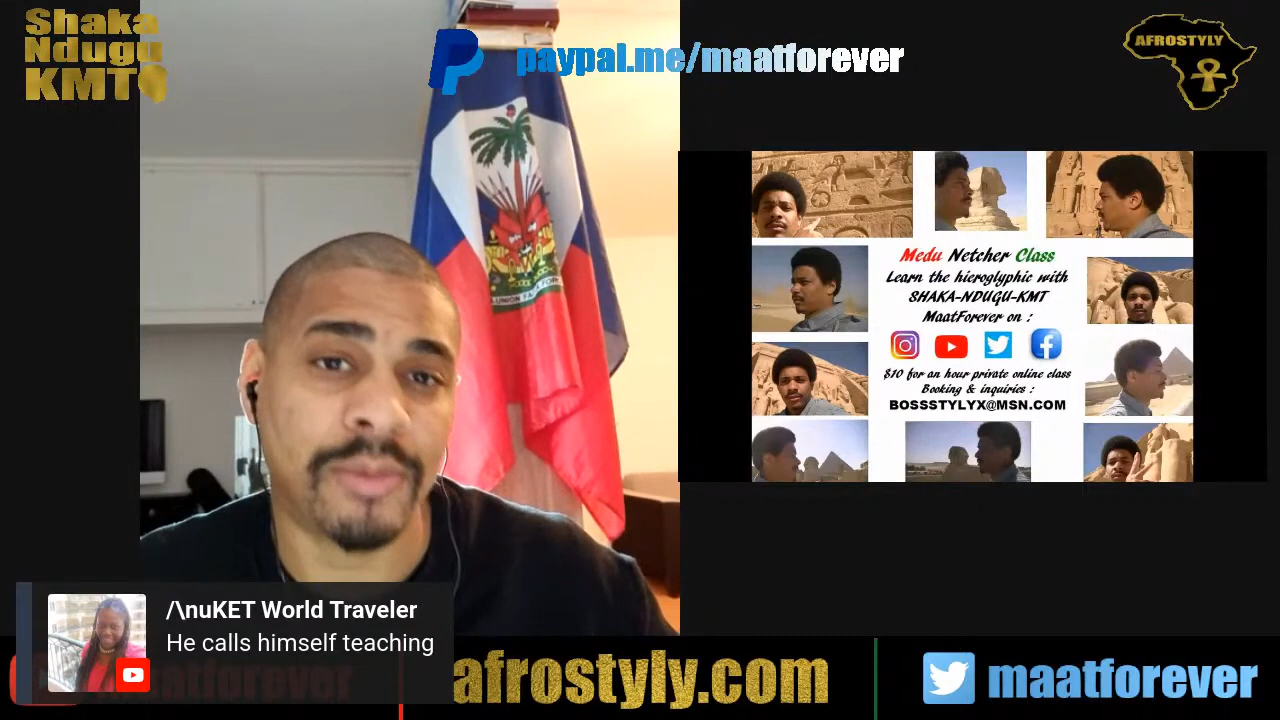 Shaka
Ndugu
KMT
paypal.me/maatforever
AFROSTYLY
Medu Netcher Class
Learn the hieroglyphic with
SHAKA-NDUGU-KMT
MaatForever on :
$10 for an hour private online class
Booking & inquiries :
BOSSSTYLYX@MSN.COM
/\nuKET World Traveler
He calls himself teaching
maatforever
afrostyly.com
maatforever